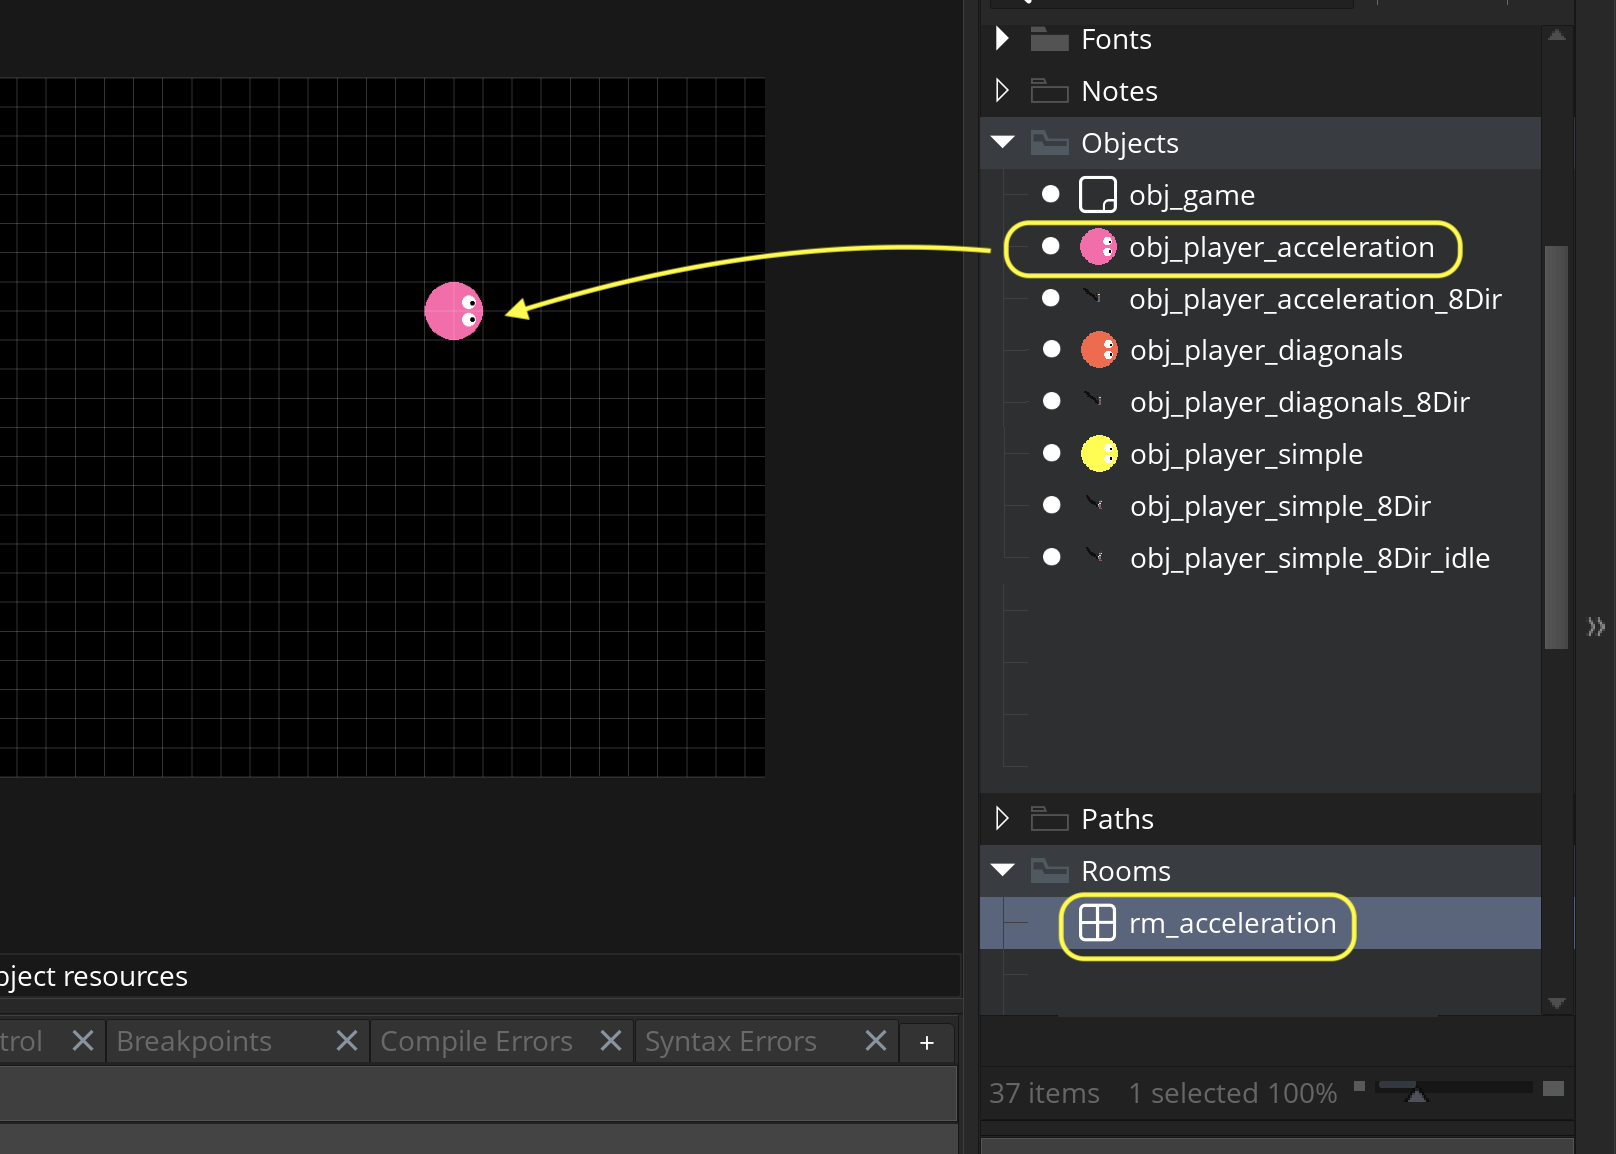 Fonts
Notes
Objects
obj_game
obj_player_acceleration
obj_player_acceleration_8Dir
obj_player_diagonals
obj_player_diagonals_8Dir
obj_player_simple
obj_player_simple_8Dir
obj_player_simple_8Dir_idle
Paths
Rooms
rm_acceleration
bject resources
trol Breakpoints Compile Errors Syntax Errors +
37 items 1 selected 100%